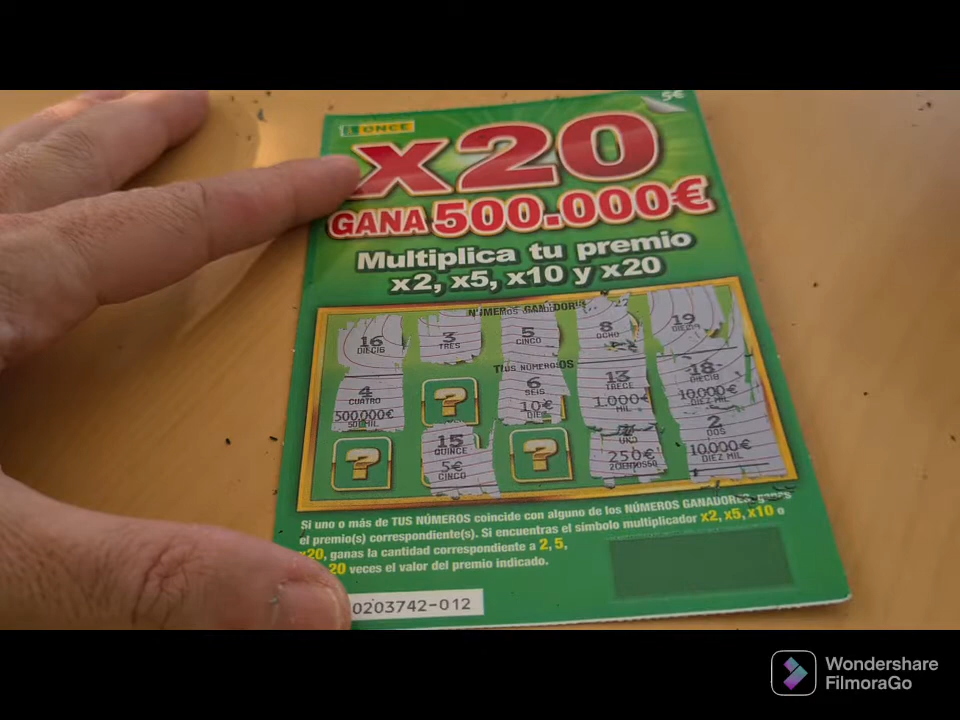 5€
ONCE
x20
GANA 500.000€
Multiplica tu premio
x2, x5, x10 y x20
NÚMEROS GANADORES
16 3 5 8 19
DIECIS TRES CINCO OCHO
TUS NÚMEROS
4 ? 6 13 18
CUATRO SEIS TRECE
500.000€ 10€ 1.000€ 10.000€
MIL DIEZ MIL
? 15 ? 2
QUINCE UNO DOS
5€ 250€ 10.000€
CINCO DIEZ MIL
Si uno o más de TUS NÚMEROS coincide con alguno de los NÚMEROS GANADORES, ganas
el premio(s) correspondiente(s). Si encuentras el símbolo multiplicador x2, x5, x10 o
x20, ganas la cantidad correspondiente a 2, 5,
20 veces el valor del premio indicado.
0203742-012
Wondershare
FilmoraGo